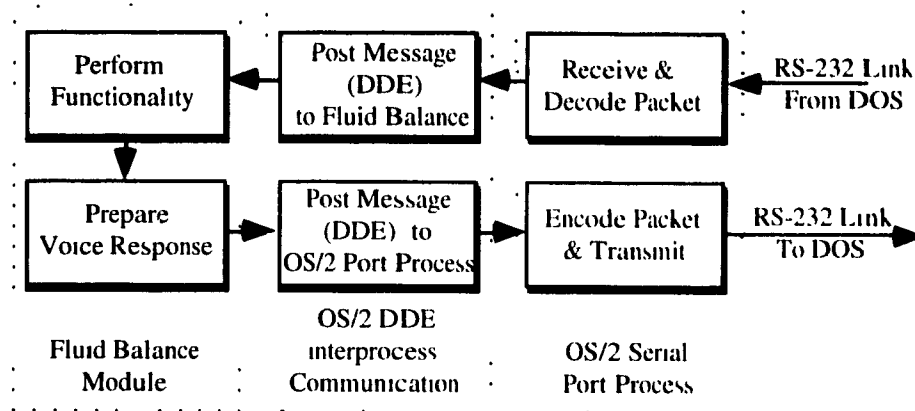 Perform
Functionality
Post Message
(DDE)
to Fluid Balance
Receive &
Decode Packet
RS-232 Link
From DOS
Prepare
Voice Response
Post Message
(DDE) to
OS/2 Port Process
Encode Packet
& Transmit
RS-232 Link
To DOS
Fluid Balance
Module
OS/2 DDE
interprocess
Communication
OS/2 Serial
Port Process